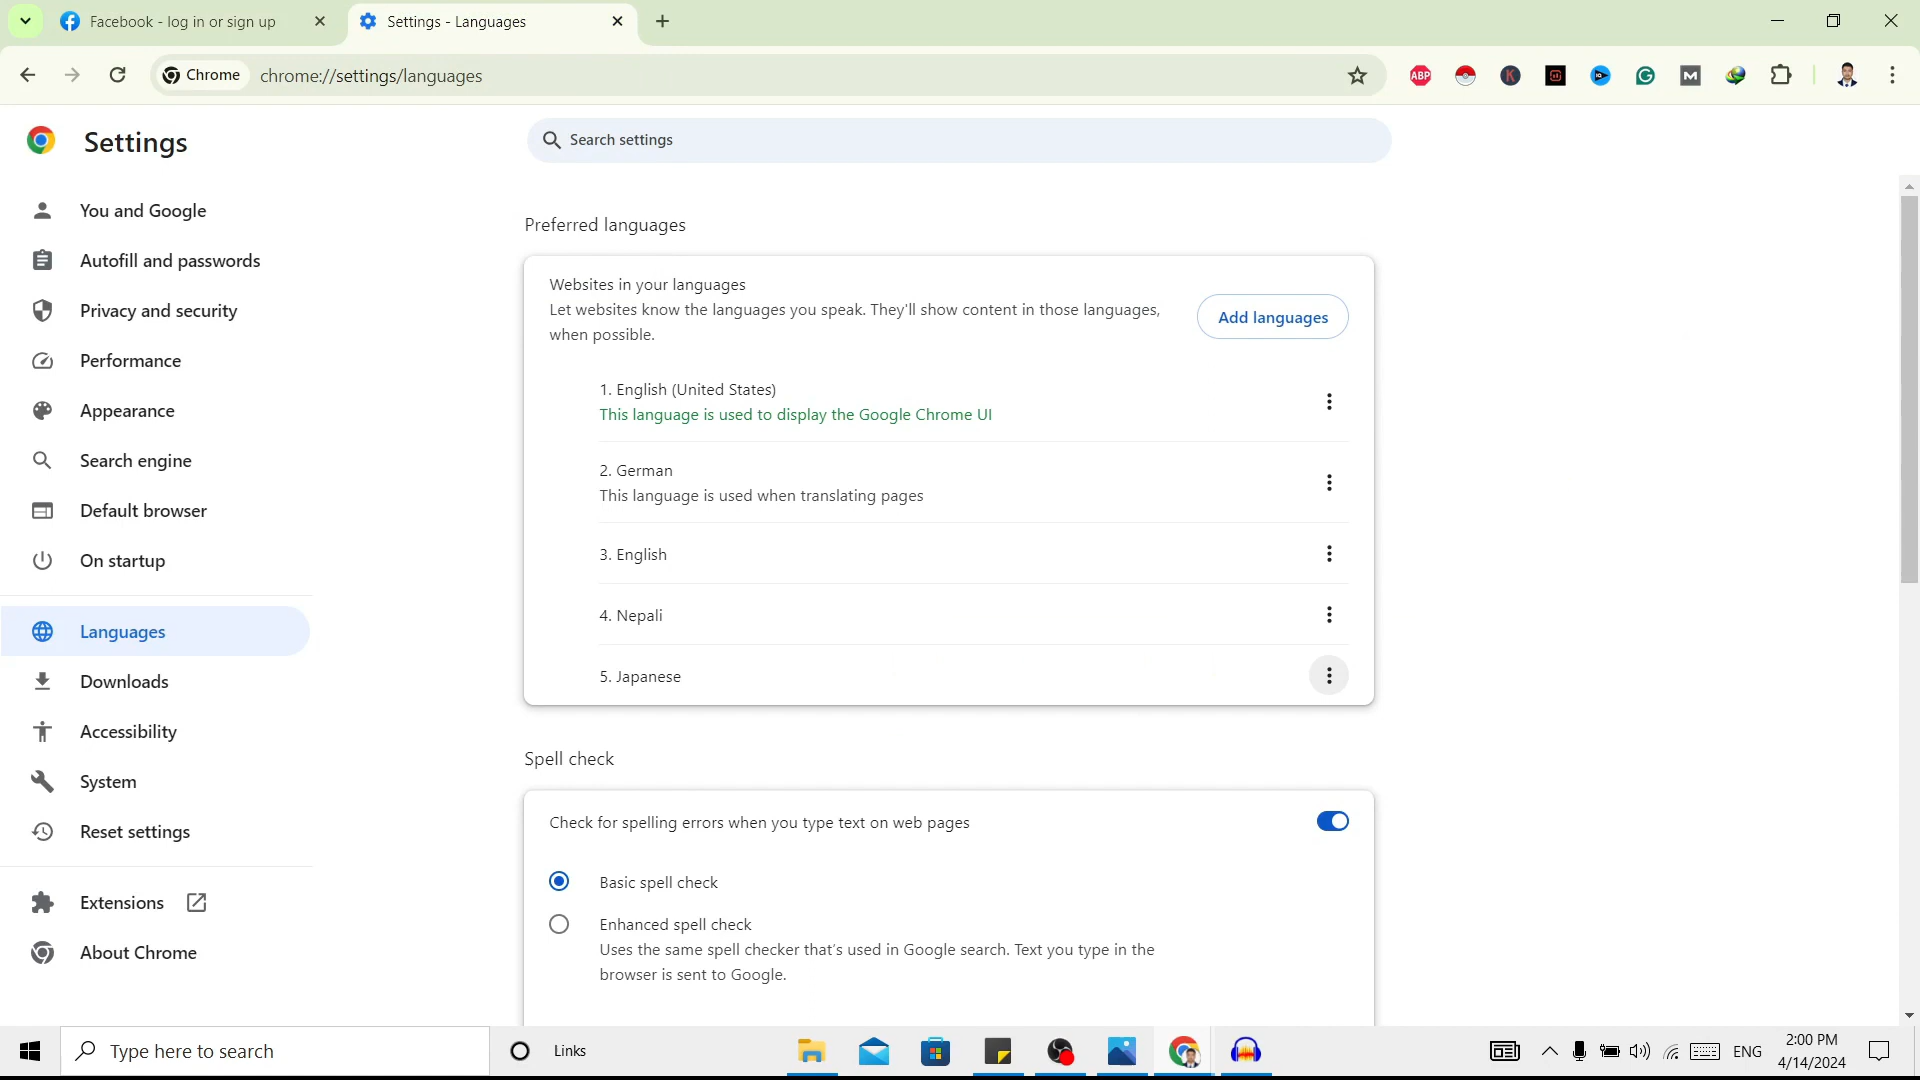 Facebook - log in or sign up
Settings - Languages
Chrome
chrome://settings/languages
ABP
Settings
Search settings
You and Google
Autofill and passwords
Privacy and security
Performance
Appearance
Search engine
Default browser
On startup
Languages
Downloads
Accessibility
System
Reset settings
Extensions
About Chrome
Preferred languages
Websites in your languages
Let websites know the languages you speak. They'll show content in those languages,
when possible.
Add languages
1. English (United States)
This language is used to display the Google Chrome UI
2. German
This language is used when translating pages
3. English
4. Nepali
5. Japanese
Spell check
Check for spelling errors when you type text on web pages
Basic spell check
Enhanced spell check
Uses the same spell checker that's used in Google search. Text you type in the
browser is sent to Google.
Type here to search
Links
ENG
2:00 PM
4/14/2024